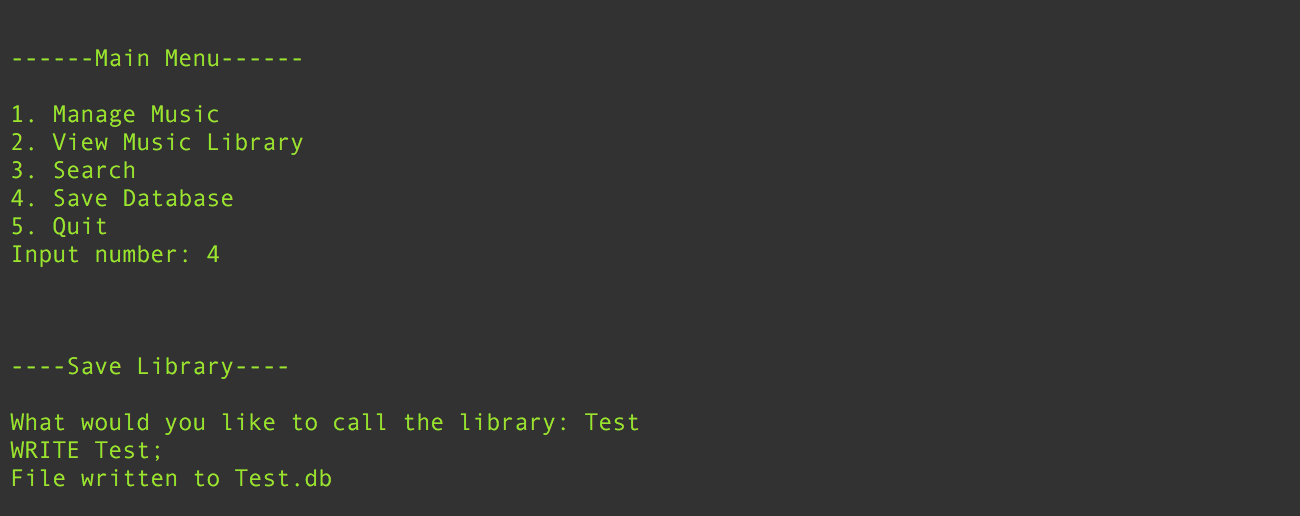 ------Main Menu------
1. Manage Music
2. View Music Library
3. Search
4. Save Database
5. Quit
Input number: 4
----Save Library----
What would you like to call the library: Test
WRITE Test;
File written to Test.db